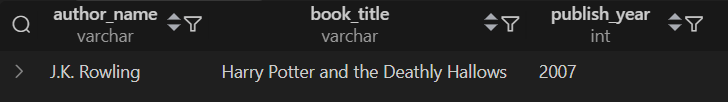 author_name book_title publish_year
varchar varchar int
J.K. Rowling Harry Potter and the Deathly Hallows 2007